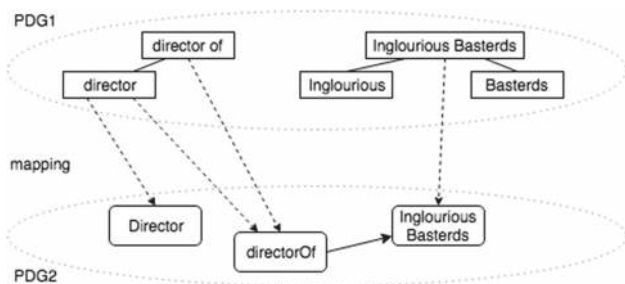 PDG1
director of
Inglourious Basterds
director
Inglourious
Basterds
mapping
Director
Inglourious
Basterds
directorOf
PDG2